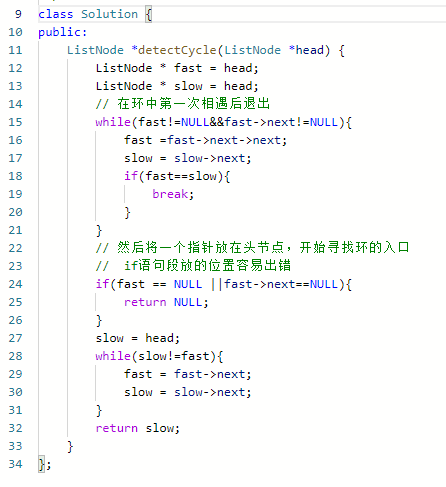 9 class Solution {
10 public:
11 ListNode *detectCycle(ListNode *head) {
12 ListNode * fast = head;
13 ListNode * slow = head;
14 // 在环中第一次相遇后退出
15 while(fast!=NULL&&fast->next!=NULL){
16 fast =fast->next->next;
17 slow = slow->next;
18 if(fast==slow){
19 break;
20 }
21 }
22 // 然后将一个指针放在头节点，开始寻找环的入口
23 // if语句段放的位置容易出错
24 if(fast == NULL ||fast->next==NULL){
25 return NULL;
26 }
27 slow = head;
28 while(slow!=fast){
29 fast = fast->next;
30 slow = slow->next;
31 }
32 return slow;
33 }
34 };